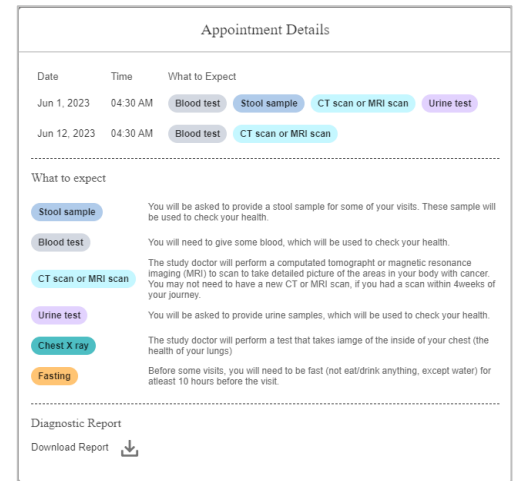 Appointment Details
Date Time What to Expect
Jun 1, 2023 04:30 AM Blood test Stool sample CT scan or MRI scan Urine test
Jun 12, 2023 04:30 AM Blood test CT scan or MRI scan
What to expect
Stool sample You will be asked to provide a stool sample for some of your visits. These sample will
be used to check your health.
Blood test You will need to give some blood, which will be used to check your health.
CT scan or MRI scan The study doctor will perform a computated tomographt or magnetic resonance
imaging (MRI) to scan to take detailed picture of the areas in your body with cancer.
You may not need to have a new CT or MRI scan, if you had a scan within 4weeks of
your journey.
Urine test You will be asked to provide urine samples, which will be used to check your health.
Chest X ray The study doctor will perform a test that takes iamge of the inside of your chest (the
health of your lungs)
Fasting Before some visits, you will need to be fast (not eat/drink anything, except water) for
atleast 10 hours before the visit.
Diagnostic Report
Download Report